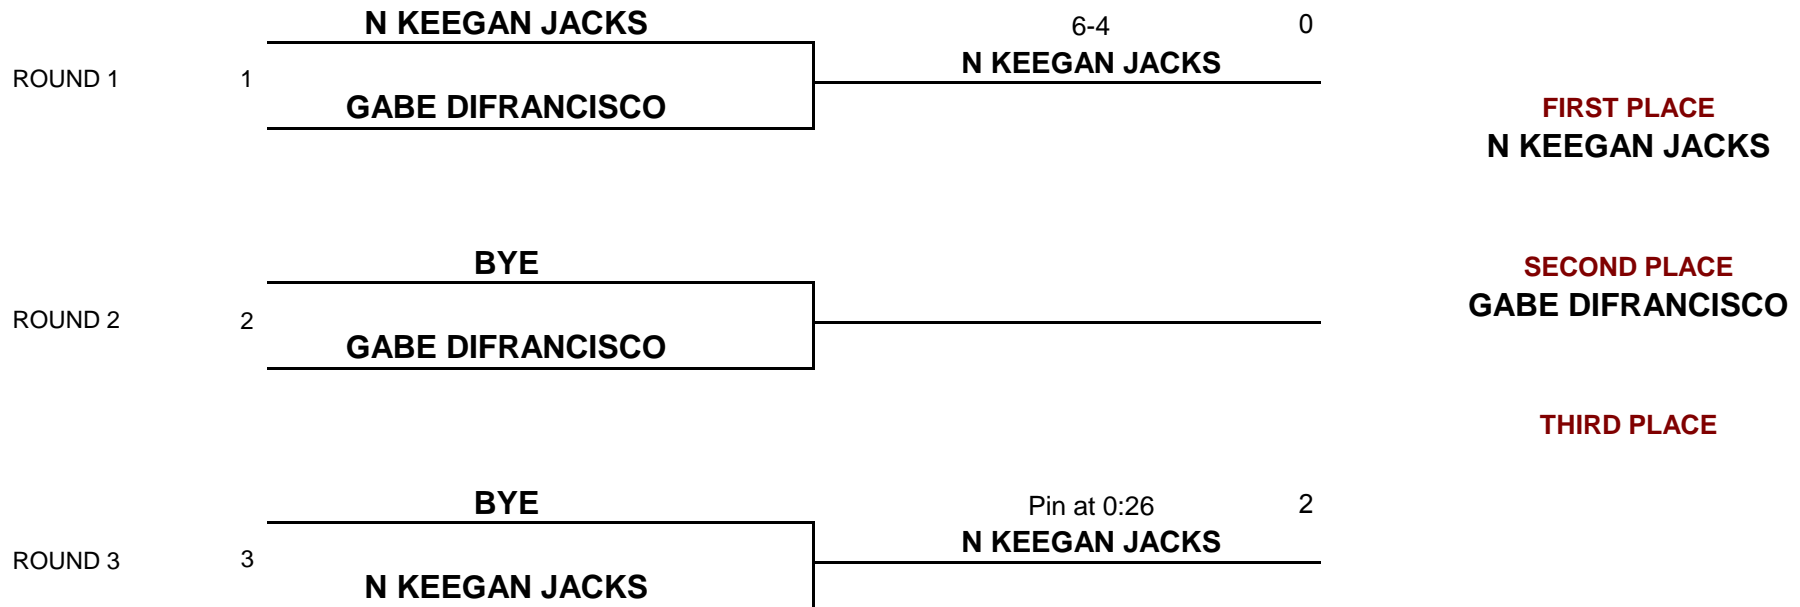 N KEEGAN JACKS
6-4 0
N KEEGAN JACKS
ROUND 1 1
GABE DIFRANCISCO
FIRST PLACE
N KEEGAN JACKS
BYE
SECOND PLACE
GABE DIFRANCISCO
ROUND 2 2
GABE DIFRANCISCO
THIRD PLACE
BYE
Pin at 0:26 2
N KEEGAN JACKS
ROUND 3 3
N KEEGAN JACKS